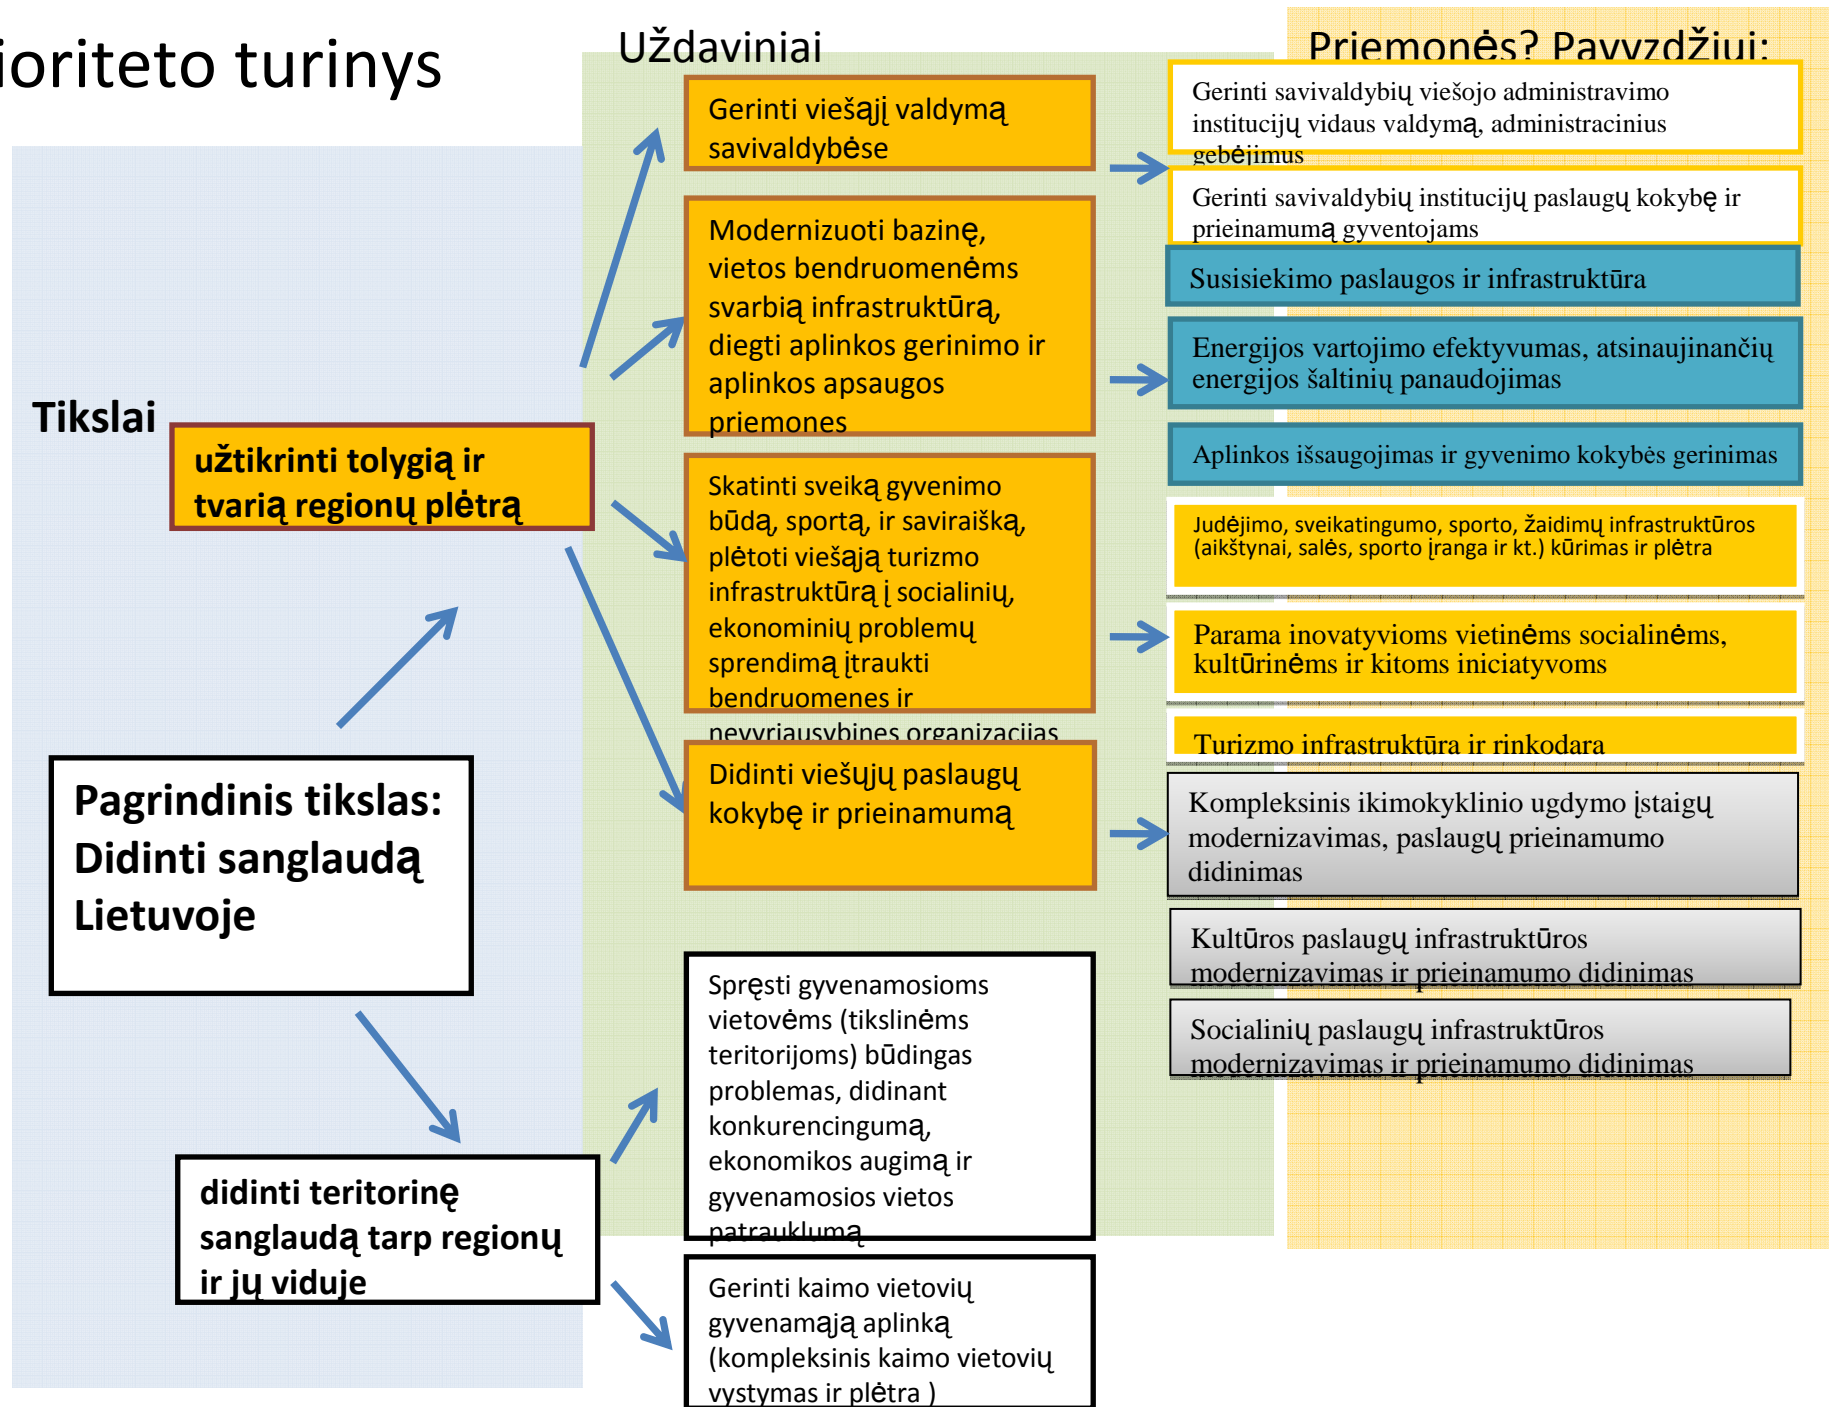 ioriteto turinys
Uždaviniai
Priemonės? Pavyzdžiui:
Tikslai
Pagrindinis tikslas:
Didinti sanglaudą
Lietuvoje
užtikrinti tolygią ir
tvarią regionų plėtrą
didinti teritorinę
sanglaudą tarp regionų
ir jų viduje
Gerinti viešąjį valdymą
savivaldybėse
Modernizuoti bazinę,
vietos bendruomenėms
svarbią infrastruktūrą,
diegti aplinkos gerinimo ir
aplinkos apsaugos
priemones
Skatinti sveiką gyvenimo
būdą, sportą, ir saviraišką,
plėtoti viešąją turizmo
infrastruktūrą į socialinių,
ekonominių problemų
sprendimą įtraukti
bendruomenes ir
nevyriausybines organizacijas
Didinti viešųjų paslaugų
kokybę ir prieinamumą
Spręsti gyvenamosioms
vietovėms (tikslinėms
teritorijoms) būdingas
problemas, didinant
konkurencingumą,
ekonomikos augimą ir
gyvenamosios vietos
patrauklumą
Gerinti kaimo vietovių
gyvenamąją aplinką
(kompleksinis kaimo vietovių
vystymas ir plėtra )
Gerinti savivaldybių viešojo administravimo
institucijų vidaus valdymą, administracinius
gebėjimus
Gerinti savivaldybių institucijų paslaugų kokybę ir
prieinamumą gyventojams
Susisiekimo paslaugos ir infrastruktūra
Energijos vartojimo efektyvumas, atsinaujinančių
energijos šaltinių panaudojimas
Aplinkos išsaugojimas ir gyvenimo kokybės gerinimas
Judėjimo, sveikatingumo, sporto, žaidimų infrastruktūros
(aikštynai, salės, sporto įranga ir kt.) kūrimas ir plėtra
Parama inovatyvioms vietinėms socialinėms,
kultūrinėms ir kitoms iniciatyvoms
Turizmo infrastruktūra ir rinkodara
Kompleksinis ikimokyklinio ugdymo įstaigų
modernizavimas, paslaugų prieinamumo
didinimas
Kultūros paslaugų infrastruktūros
modernizavimas ir prieinamumo didinimas
Socialinių paslaugų infrastruktūros
modernizavimas ir prieinamumo didinimas